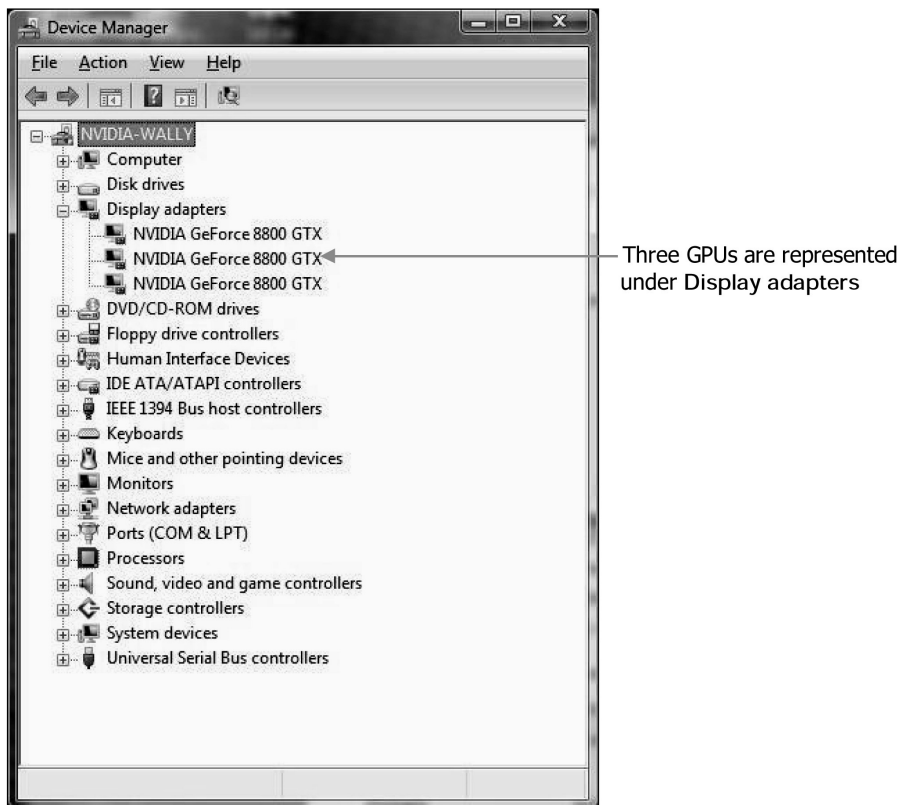 Device Manager
File Action View Help
NVIDIA-WALLY
Computer
Disk drives
Display adapters
NVIDIA GeForce 8800 GTX
NVIDIA GeForce 8800 GTX
NVIDIA GeForce 8800 GTX
DVD/CD-ROM drives
Floppy drive controllers
Human Interface Devices
IDE ATA/ATAPI controllers
IEEE 1394 Bus host controllers
Keyboards
Mice and other pointing devices
Monitors
Network adapters
Ports (COM & LPT)
Processors
Sound, video and game controllers
Storage controllers
System devices
Universal Serial Bus controllers
Three GPUs are represented
under Display adapters